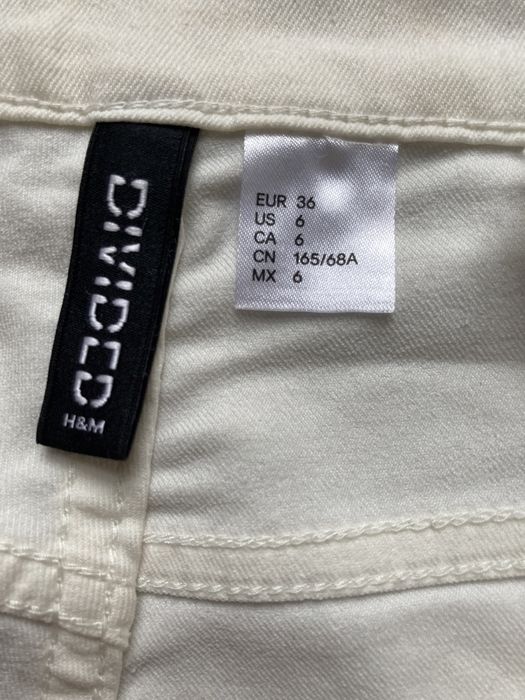 DIVIDED
H&M
EUR 36
US 6
CA 6
CN 165/68A
MX 6